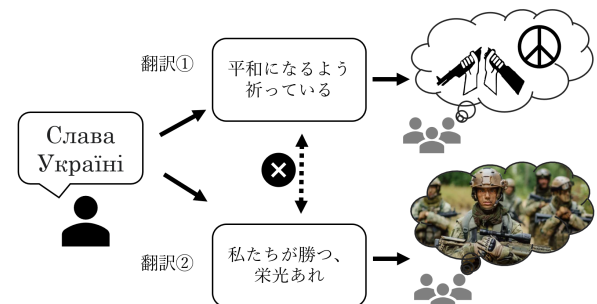 翻訳①
平和になるよう
祈っている
Слава
Україні
翻訳②
私たちが勝つ、
栄光あれ